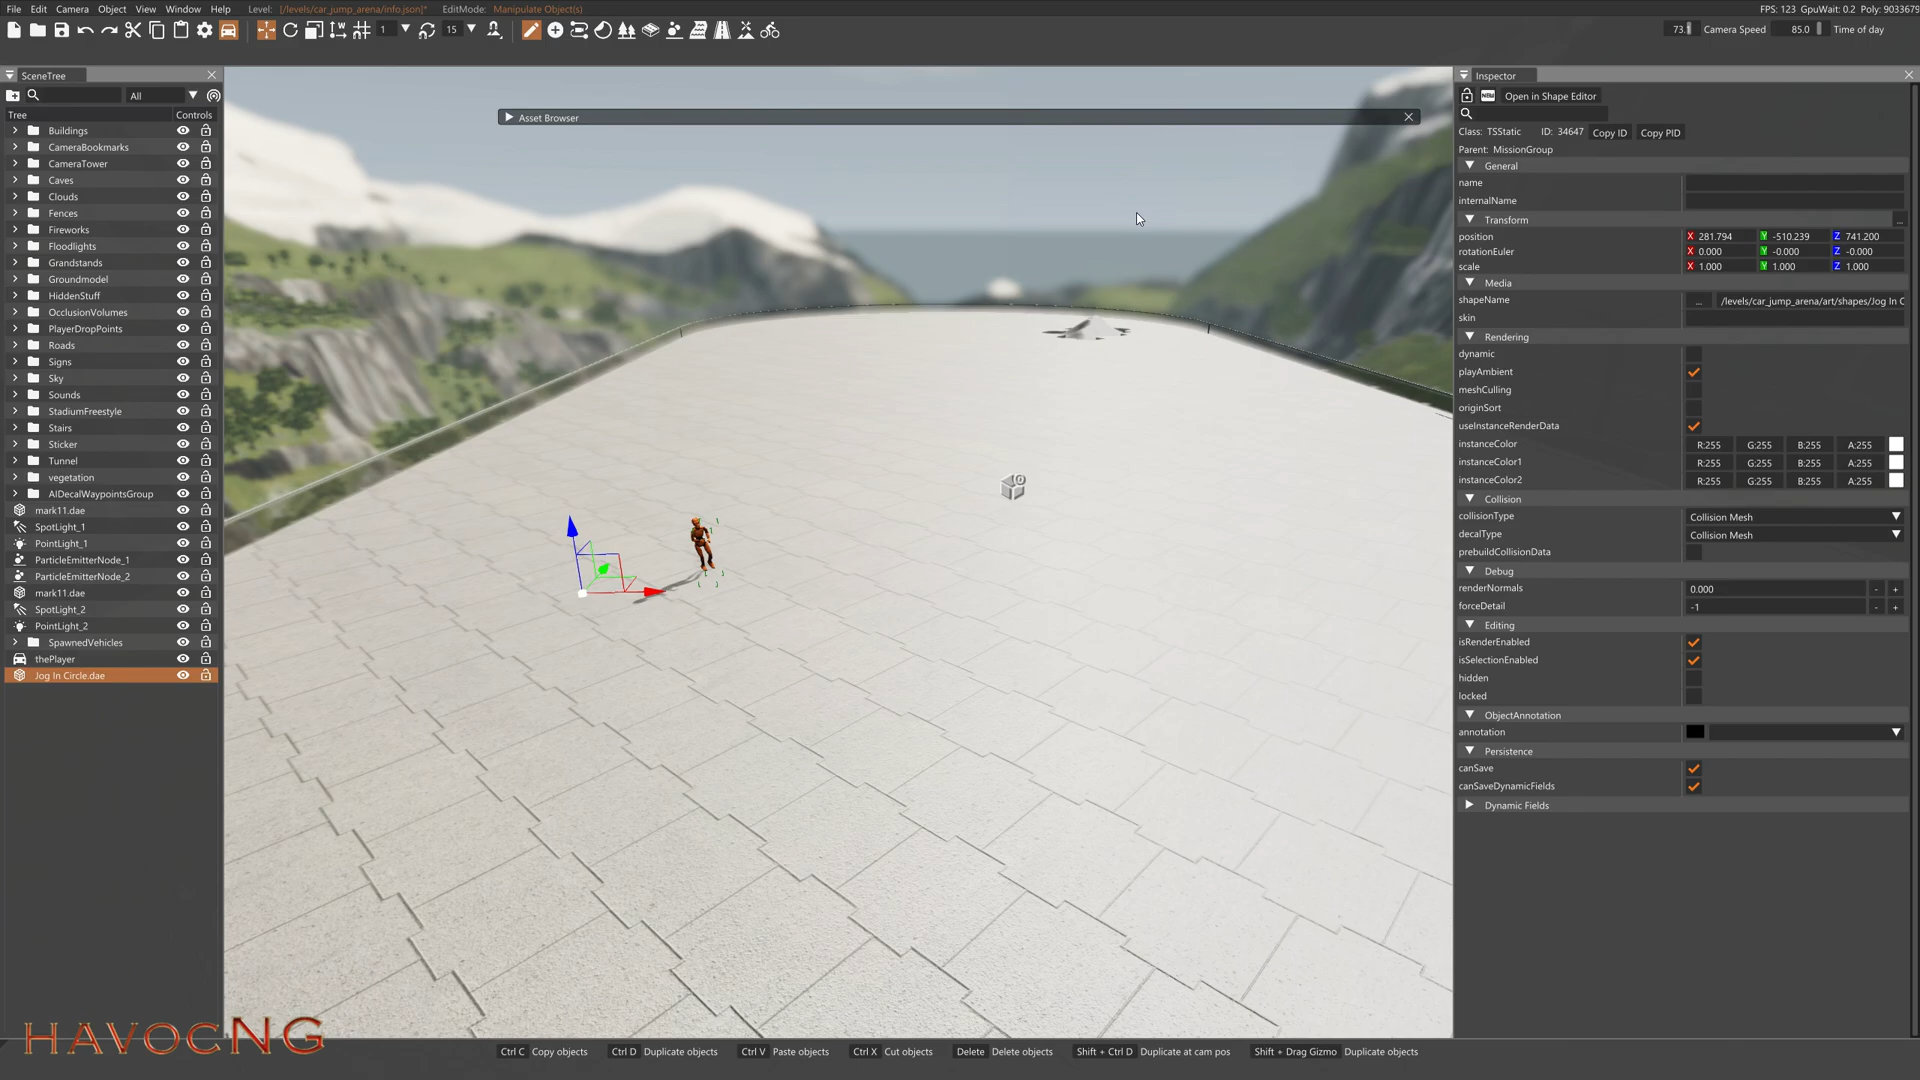 File Edit Camera Object View Window Help Level: [/levels/car_jump_arena/info.json]* EditMode: Manipulate Object(s) FPS: 123 GpuWait: 0.2 Poly: 9033679
1 15 73. Camera Speed 85.0 Time of day
SceneTree
All
Tree Controls
Buildings
CameraBookmarks
CameraTower
Caves
Clouds
Fences
Fireworks
Floodlights
Grandstands
Groundmodel
HiddenStuff
OcclusionVolumes
PlayerDropPoints
Roads
Signs
Sky
Sounds
StadiumFreestyle
Stairs
Sticker
Tunnel
vegetation
AIDecalWaypointsGroup
mark11.dae
SpotLight_1
PointLight_1
ParticleEmitterNode_1
ParticleEmitterNode_2
mark11.dae
SpotLight_2
PointLight_2
SpawnedVehicles
thePlayer
Jog In Circle.dae
Asset Browser
Inspector
NEW Open in Shape Editor
Class: TSStatic ID: 34647 Copy ID Copy PID
Parent: MissionGroup
General
name
internalName
Transform ...
position X 281.794 Y -510.239 Z 741.200
rotationEuler X 0.000 Y -0.000 Z -0.000
scale X 1.000 Y 1.000 Z 1.000
Media
shapeName ... /levels/car_jump_arena/art/shapes/Jog In C
skin
Rendering
dynamic
playAmbient
meshCulling
originSort
useInstanceRenderData
instanceColor R:255 G:255 B:255 A:255
instanceColor1 R:255 G:255 B:255 A:255
instanceColor2 R:255 G:255 B:255 A:255
Collision
collisionType Collision Mesh
decalType Collision Mesh
prebuildCollisionData
Debug
renderNormals 0.000 - +
forceDetail -1 - +
Editing
isRenderEnabled
isSelectionEnabled
hidden
locked
ObjectAnnotation
annotation
Persistence
canSave
canSaveDynamicFields
Dynamic Fields
HAVOCNG
Ctrl C Copy objects Ctrl D Duplicate objects Ctrl V Paste objects Ctrl X Cut objects Delete Delete objects Shift + Ctrl D Duplicate at cam pos Shift + Drag Gizmo Duplicate objects